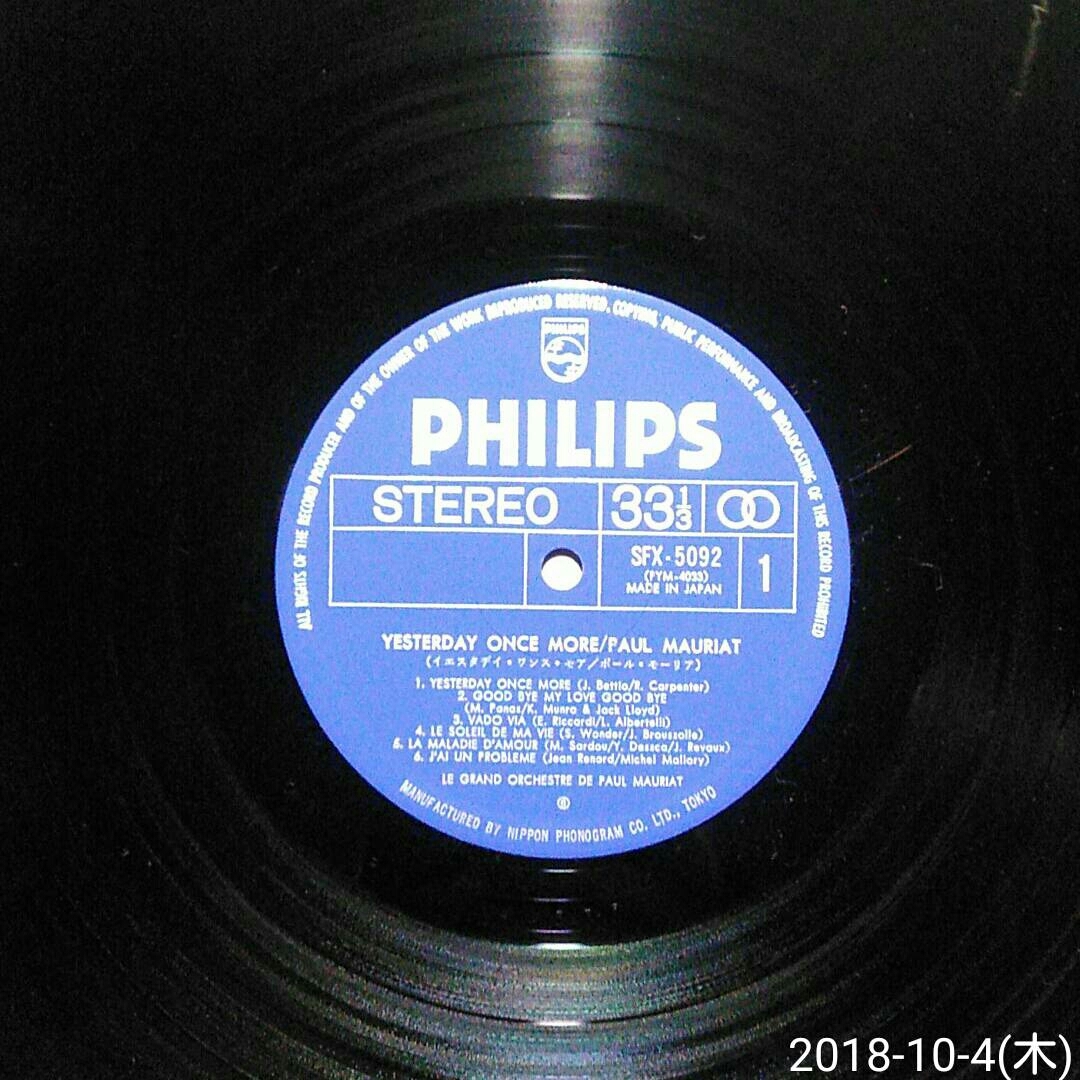 ALL RIGHTS OF THE RECORD PRODUCER AND OF THE OWNER OF THE WORK REPRODUCED RESERVED. COPYING, PUBLIC PERFORMANCE AND BROADCASTING OF THIS RECORD PROHIBITED
PHILIPS
PHILIPS
STEREO 33 1/3
SFX-5092
(PYM-4033)
MADE IN JAPAN
1
YESTERDAY ONCE MORE/PAUL MAURIAT
(イエスタデイ・ワンス・モア/ポール・モーリア)
1. YESTERDAY ONCE MORE (J. Bettio/R. Carpenter)
2. GOOD BYE MY LOVE GOOD BYE
(M. Panas/K. Munro & Jack Lloyd)
3. VADO VIA (E. Riccardi/L. Albertelli)
4. LE SOLEIL DE MA VIE (S. Wonder/J. Broussolle)
5. LA MALADIE D'AMOUR (M. Sardou/Y. Dessca/J. Revaux)
6. J'AI UN PROBLEME (Jean Renard/Michel Mallory)
LE GRAND ORCHESTRE DE PAUL MAURIAT
MANUFACTURED BY NIPPON PHONOGRAM CO. LTD., TOKYO
2018-10-4(木)